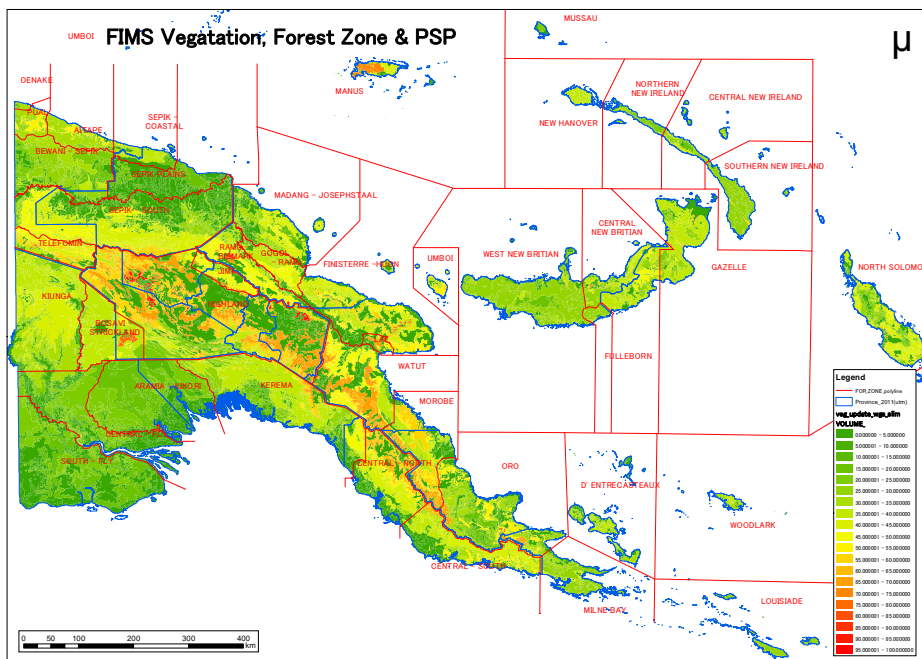 FIMS Vegatation, Forest Zone & PSP
µ
UMBOI
MUSSAU
OENAKE
PUAL
AITAPE
SEPIK -
COASTAL
MANUS
NORTHERN
NEW IRELAND
CENTRAL NEW IRELAND
NEW HANOVER
BEWANI - SEPIK
SEPIK PLAINS
SOUTHERN NEW IRELAND
MADANG - JOSEPHSTAAL
SEPIK - SOUTH
CENTRAL
NEW BRITIAN
TELEFOMIN
GOGOL
FINISTERRE - HUON
UMBOI
WEST NEW BRITIAN
GAZELLE
NORTH SOLOMO
KIUNGA
BOSAVI -
STRICKLAND
FULLEBORN
WATUT
ARAMIA - KIKORI
KEREMA
MOROBE
SOUTH - FLY
CENTRAL - NORTH
ORO
D' ENTRECASTEAUX
WOODLARK
CENTRAL - SOUTH
MILNE BAY
LOUISIADE
Legend
FOR_ZONE_polyline
Province_2011(utm)
veg_update_wgs_elim
VOLUME_
0.000000 - 5.000000
5.000001 - 10.000000
10.000001 - 15.000000
15.000001 - 20.000000
20.000001 - 25.000000
25.000001 - 30.000000
30.000001 - 35.000000
35.000001 - 40.000000
40.000001 - 45.000000
45.000001 - 50.000000
50.000001 - 55.000000
55.000001 - 60.000000
60.000001 - 65.000000
65.000001 - 70.000000
70.000001 - 75.000000
75.000001 - 80.000000
80.000001 - 85.000000
85.000001 - 90.000000
90.000001 - 95.000000
95.000001 - 100.000000
0 50 100 200 300 400
km